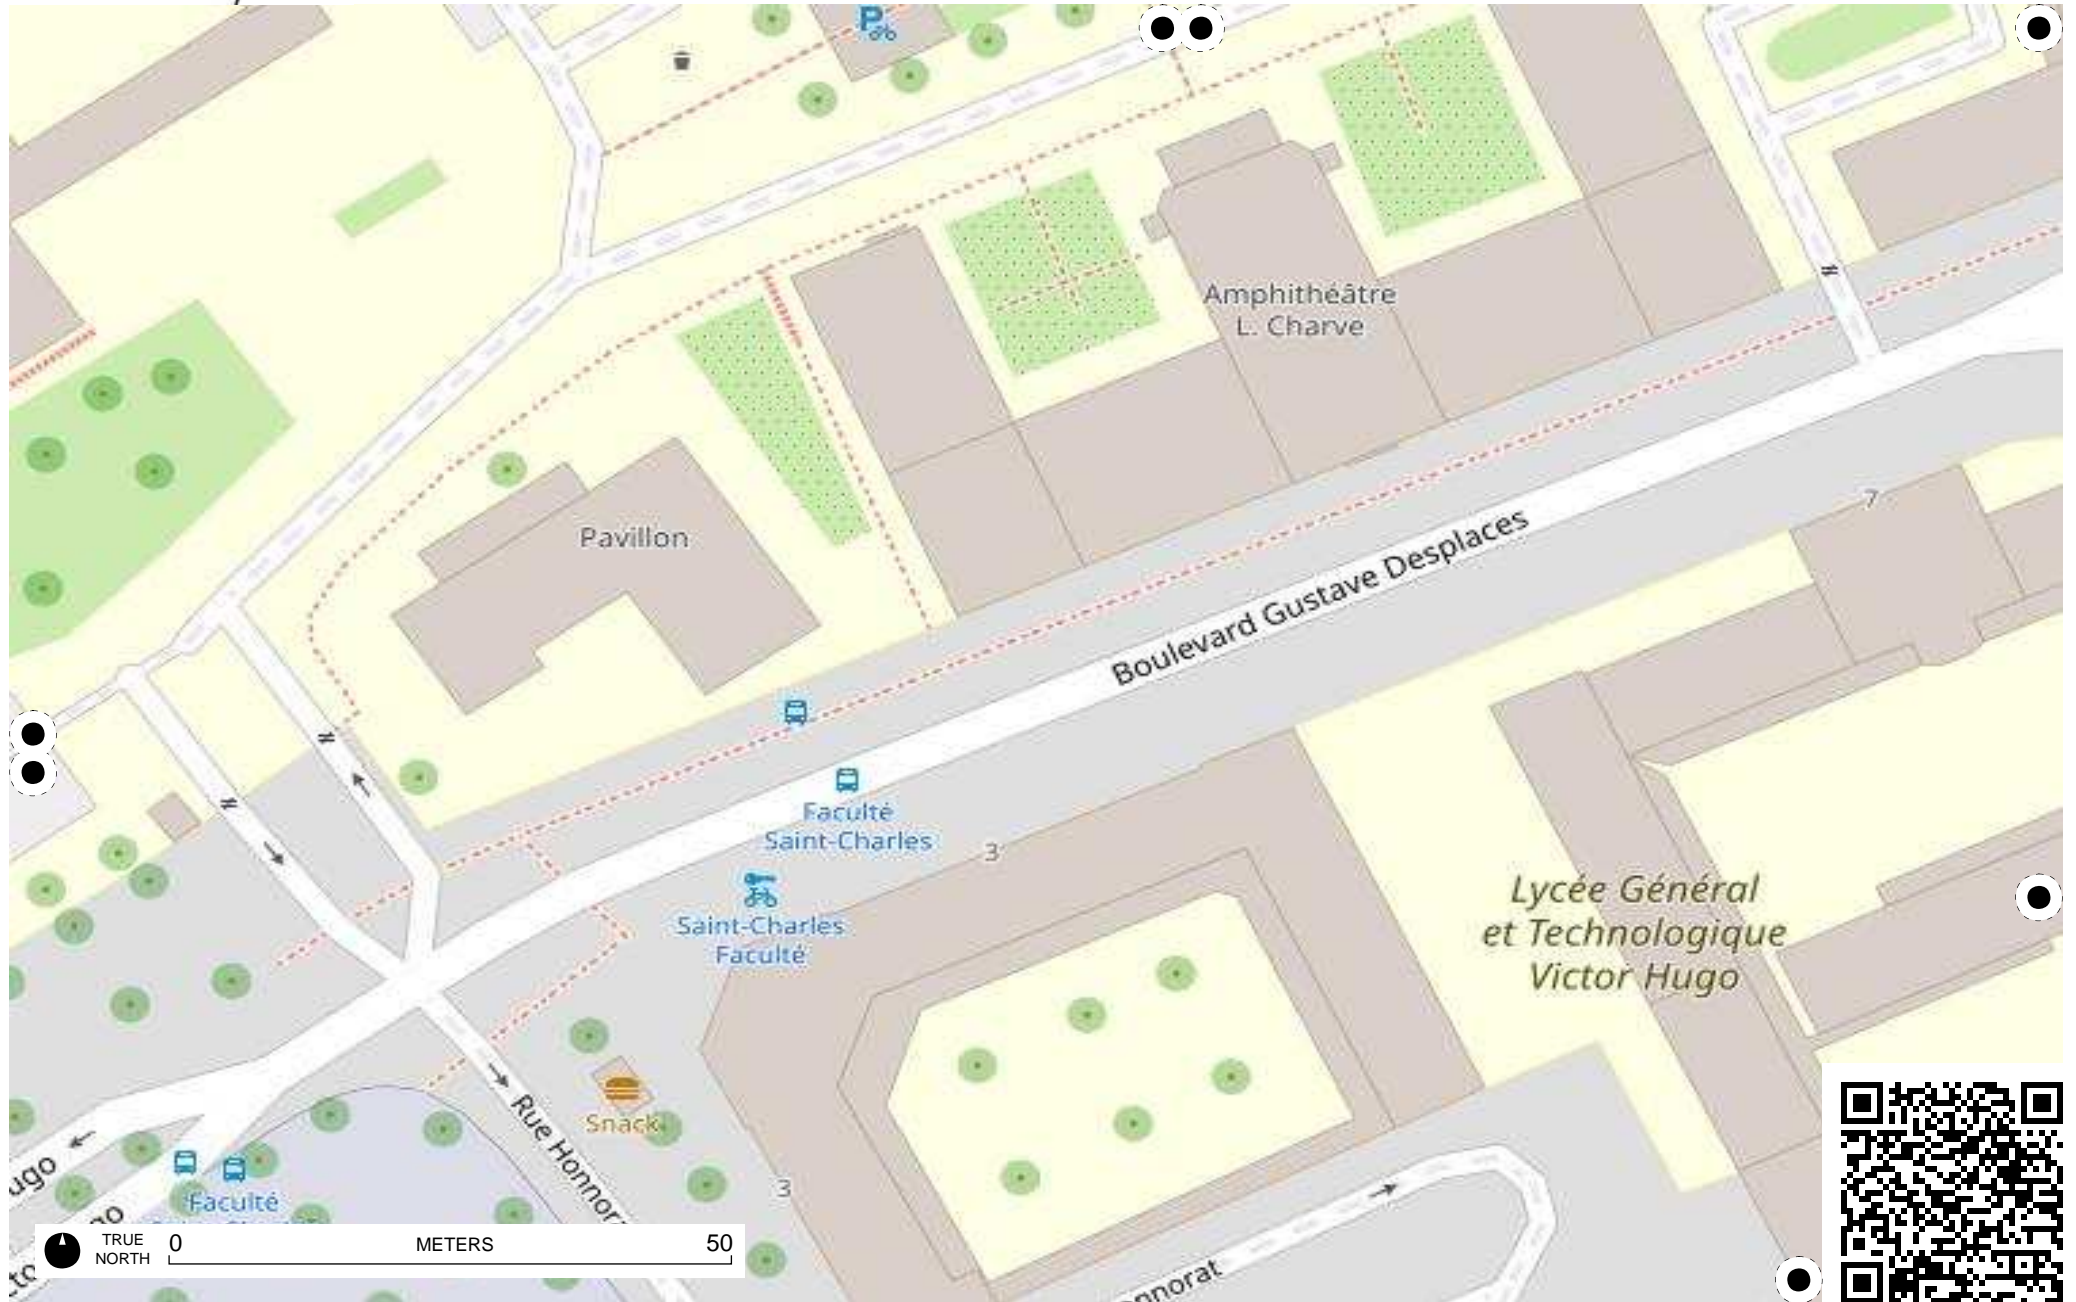 Amphithéâtre
L. Charve
7
Pavillon
Boulevard Gustave Desplaces
Faculté
Saint-Charles
3
Saint-Charles
Faculté
Lycée Général
et Technologique
Victor Hugo
Snack
Rue Honnor
3
Faculté
TRUE
NORTH
0
METERS
50